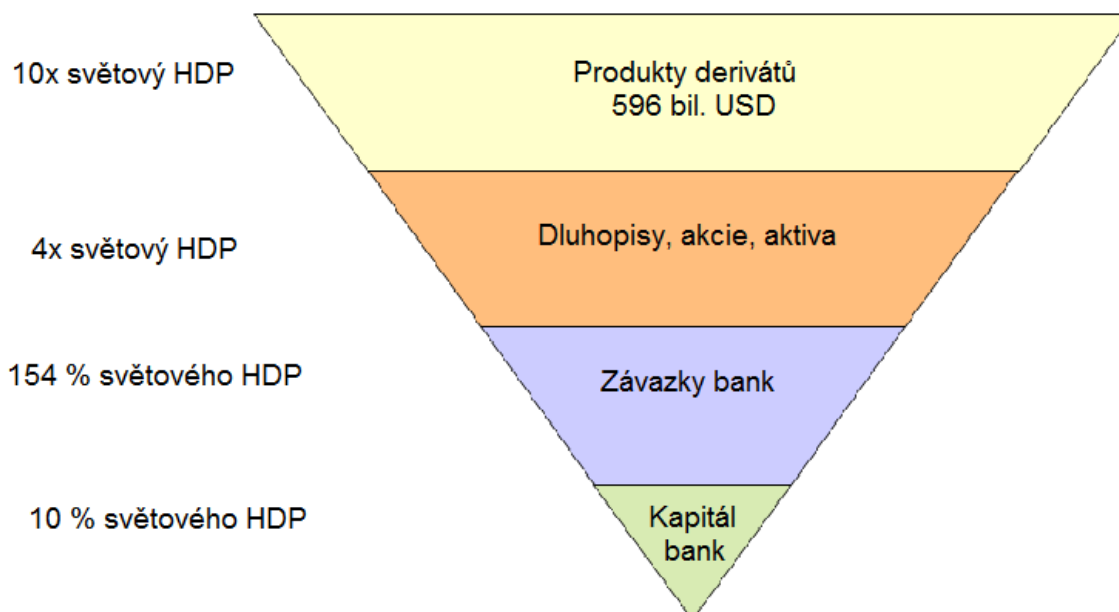 10x světový HDP
Produkty derivátů
596 bil. USD
4x světový HDP
Dluhopisy, akcie, aktiva
154 % světového HDP
Závazky bank
10 % světového HDP
Kapitál
bank